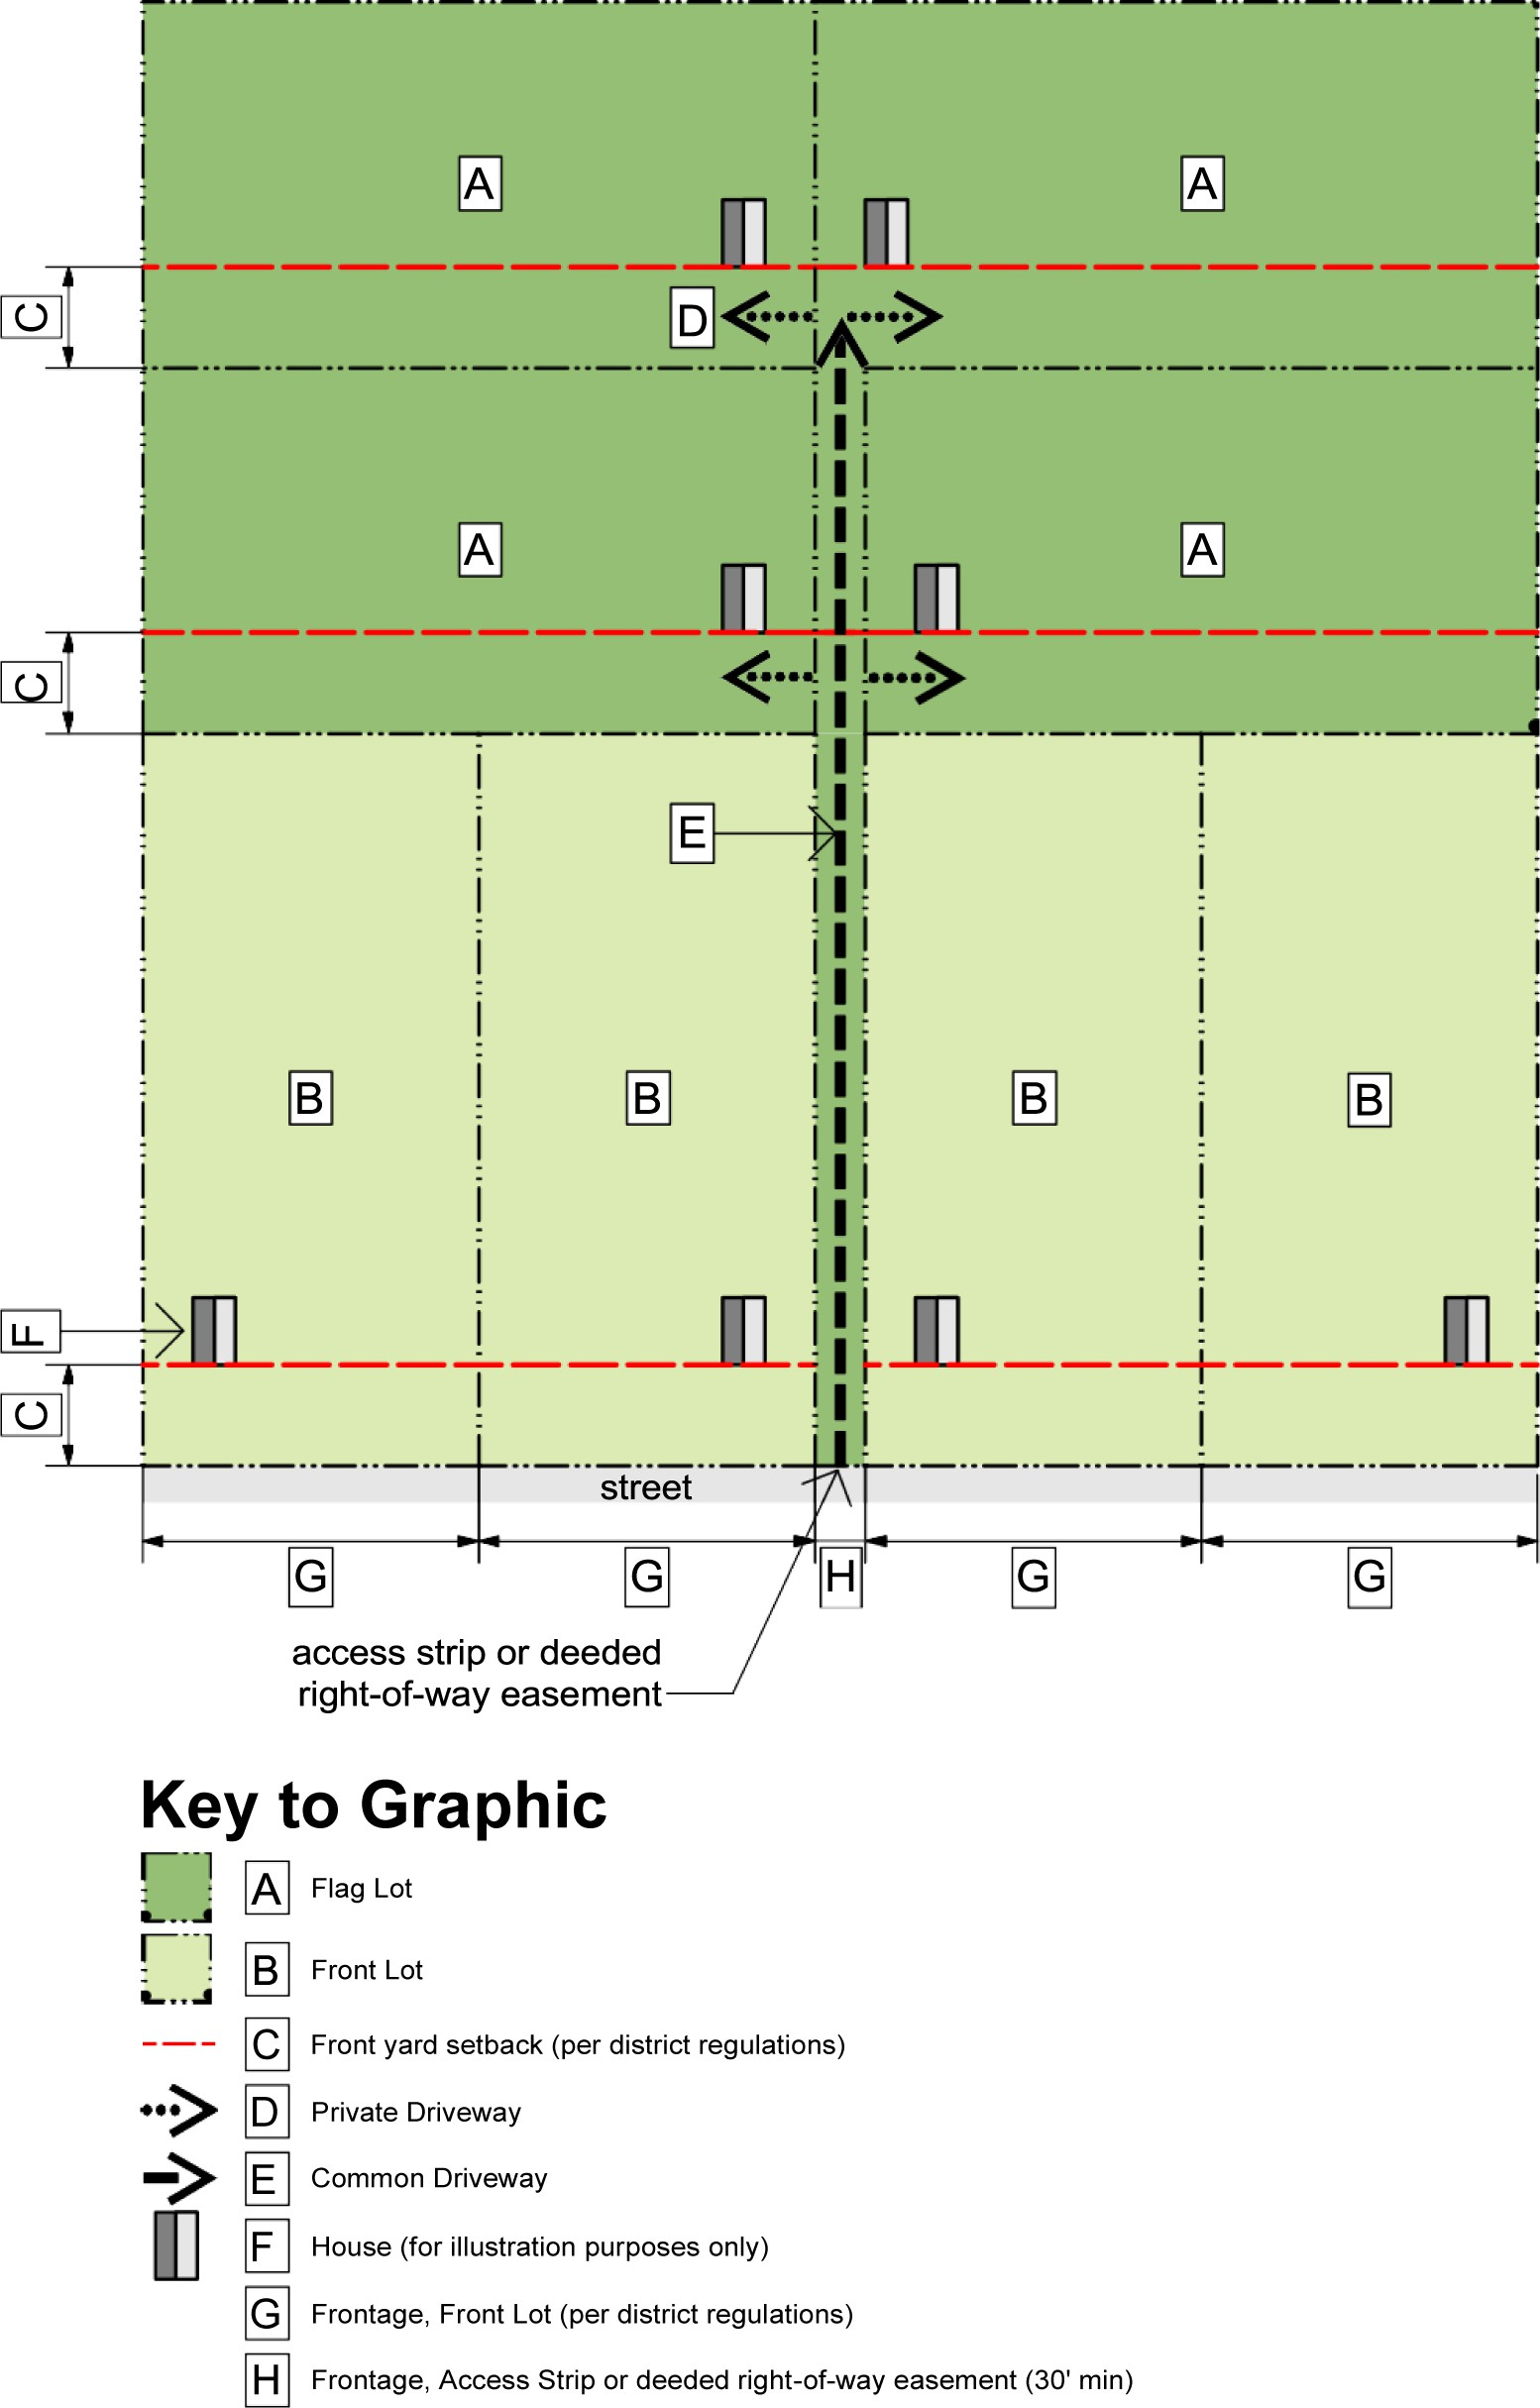 A A
C
D
A A
C
E
B B B B
F
C
street
G G H G G
access strip or deeded
right-of-way easement
Key to Graphic
A Flag Lot
B Front Lot
C Front yard setback (per district regulations)
D Private Driveway
E Common Driveway
F House (for illustration purposes only)
G Frontage, Front Lot (per district regulations)
H Frontage, Access Strip or deeded right-of-way easement (30' min)